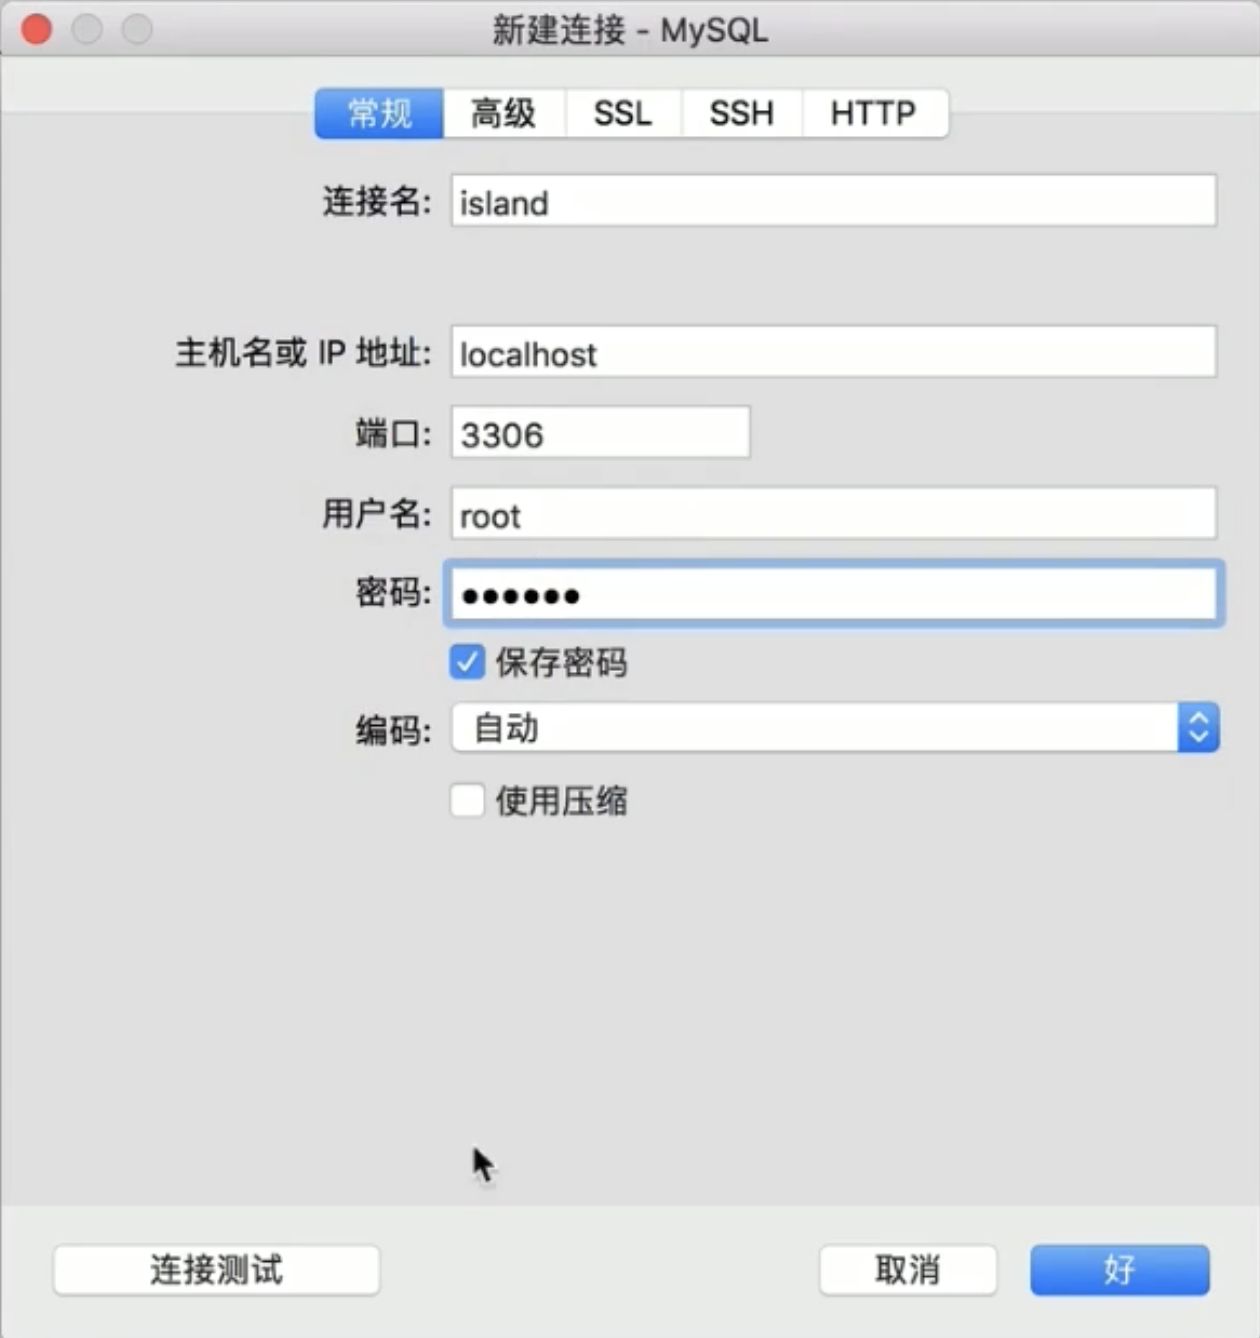 新建连接 - MySQL
常规 高级 SSL SSH HTTP
连接名: island
主机名或 IP 地址: localhost
端口: 3306
用户名: root
密码: ●●●●●●
保存密码
编码: 自动
使用压缩
连接测试 取消 好